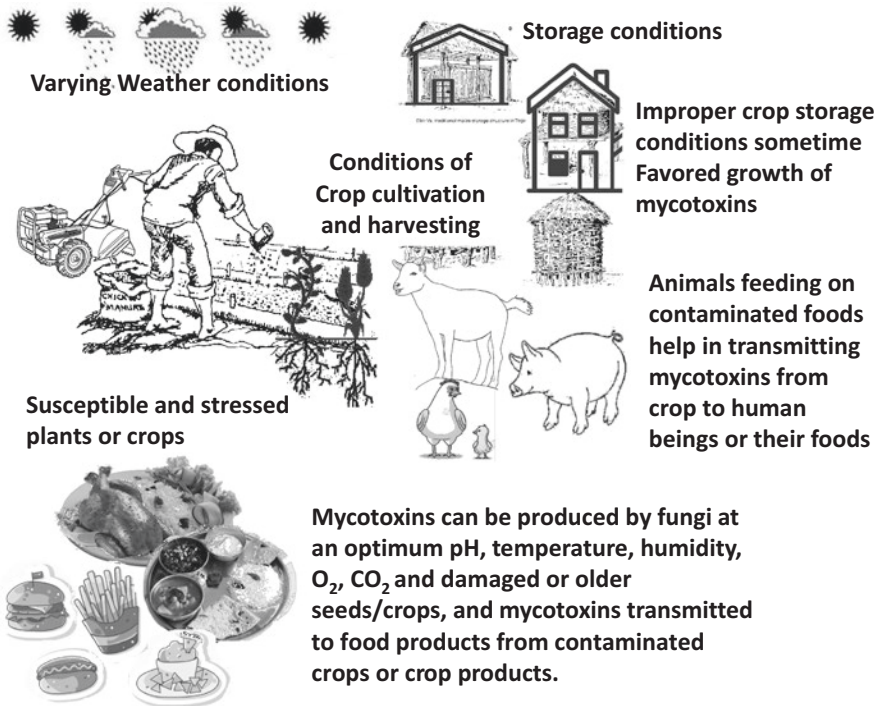 Varying Weather conditions
Storage conditions
Improper crop storage
conditions sometime
Favored growth of
mycotoxins
Conditions of
Crop cultivation
and harvesting
MANURE
Animals feeding on
contaminated foods
help in transmitting
mycotoxins from
crop to human
beings or their foods
Susceptible and stressed
plants or crops
Mycotoxins can be produced by fungi at
an optimum pH, temperature, humidity,
O₂, CO₂ and damaged or older
seeds/crops, and mycotoxins transmitted
to food products from contaminated
crops or crop products.